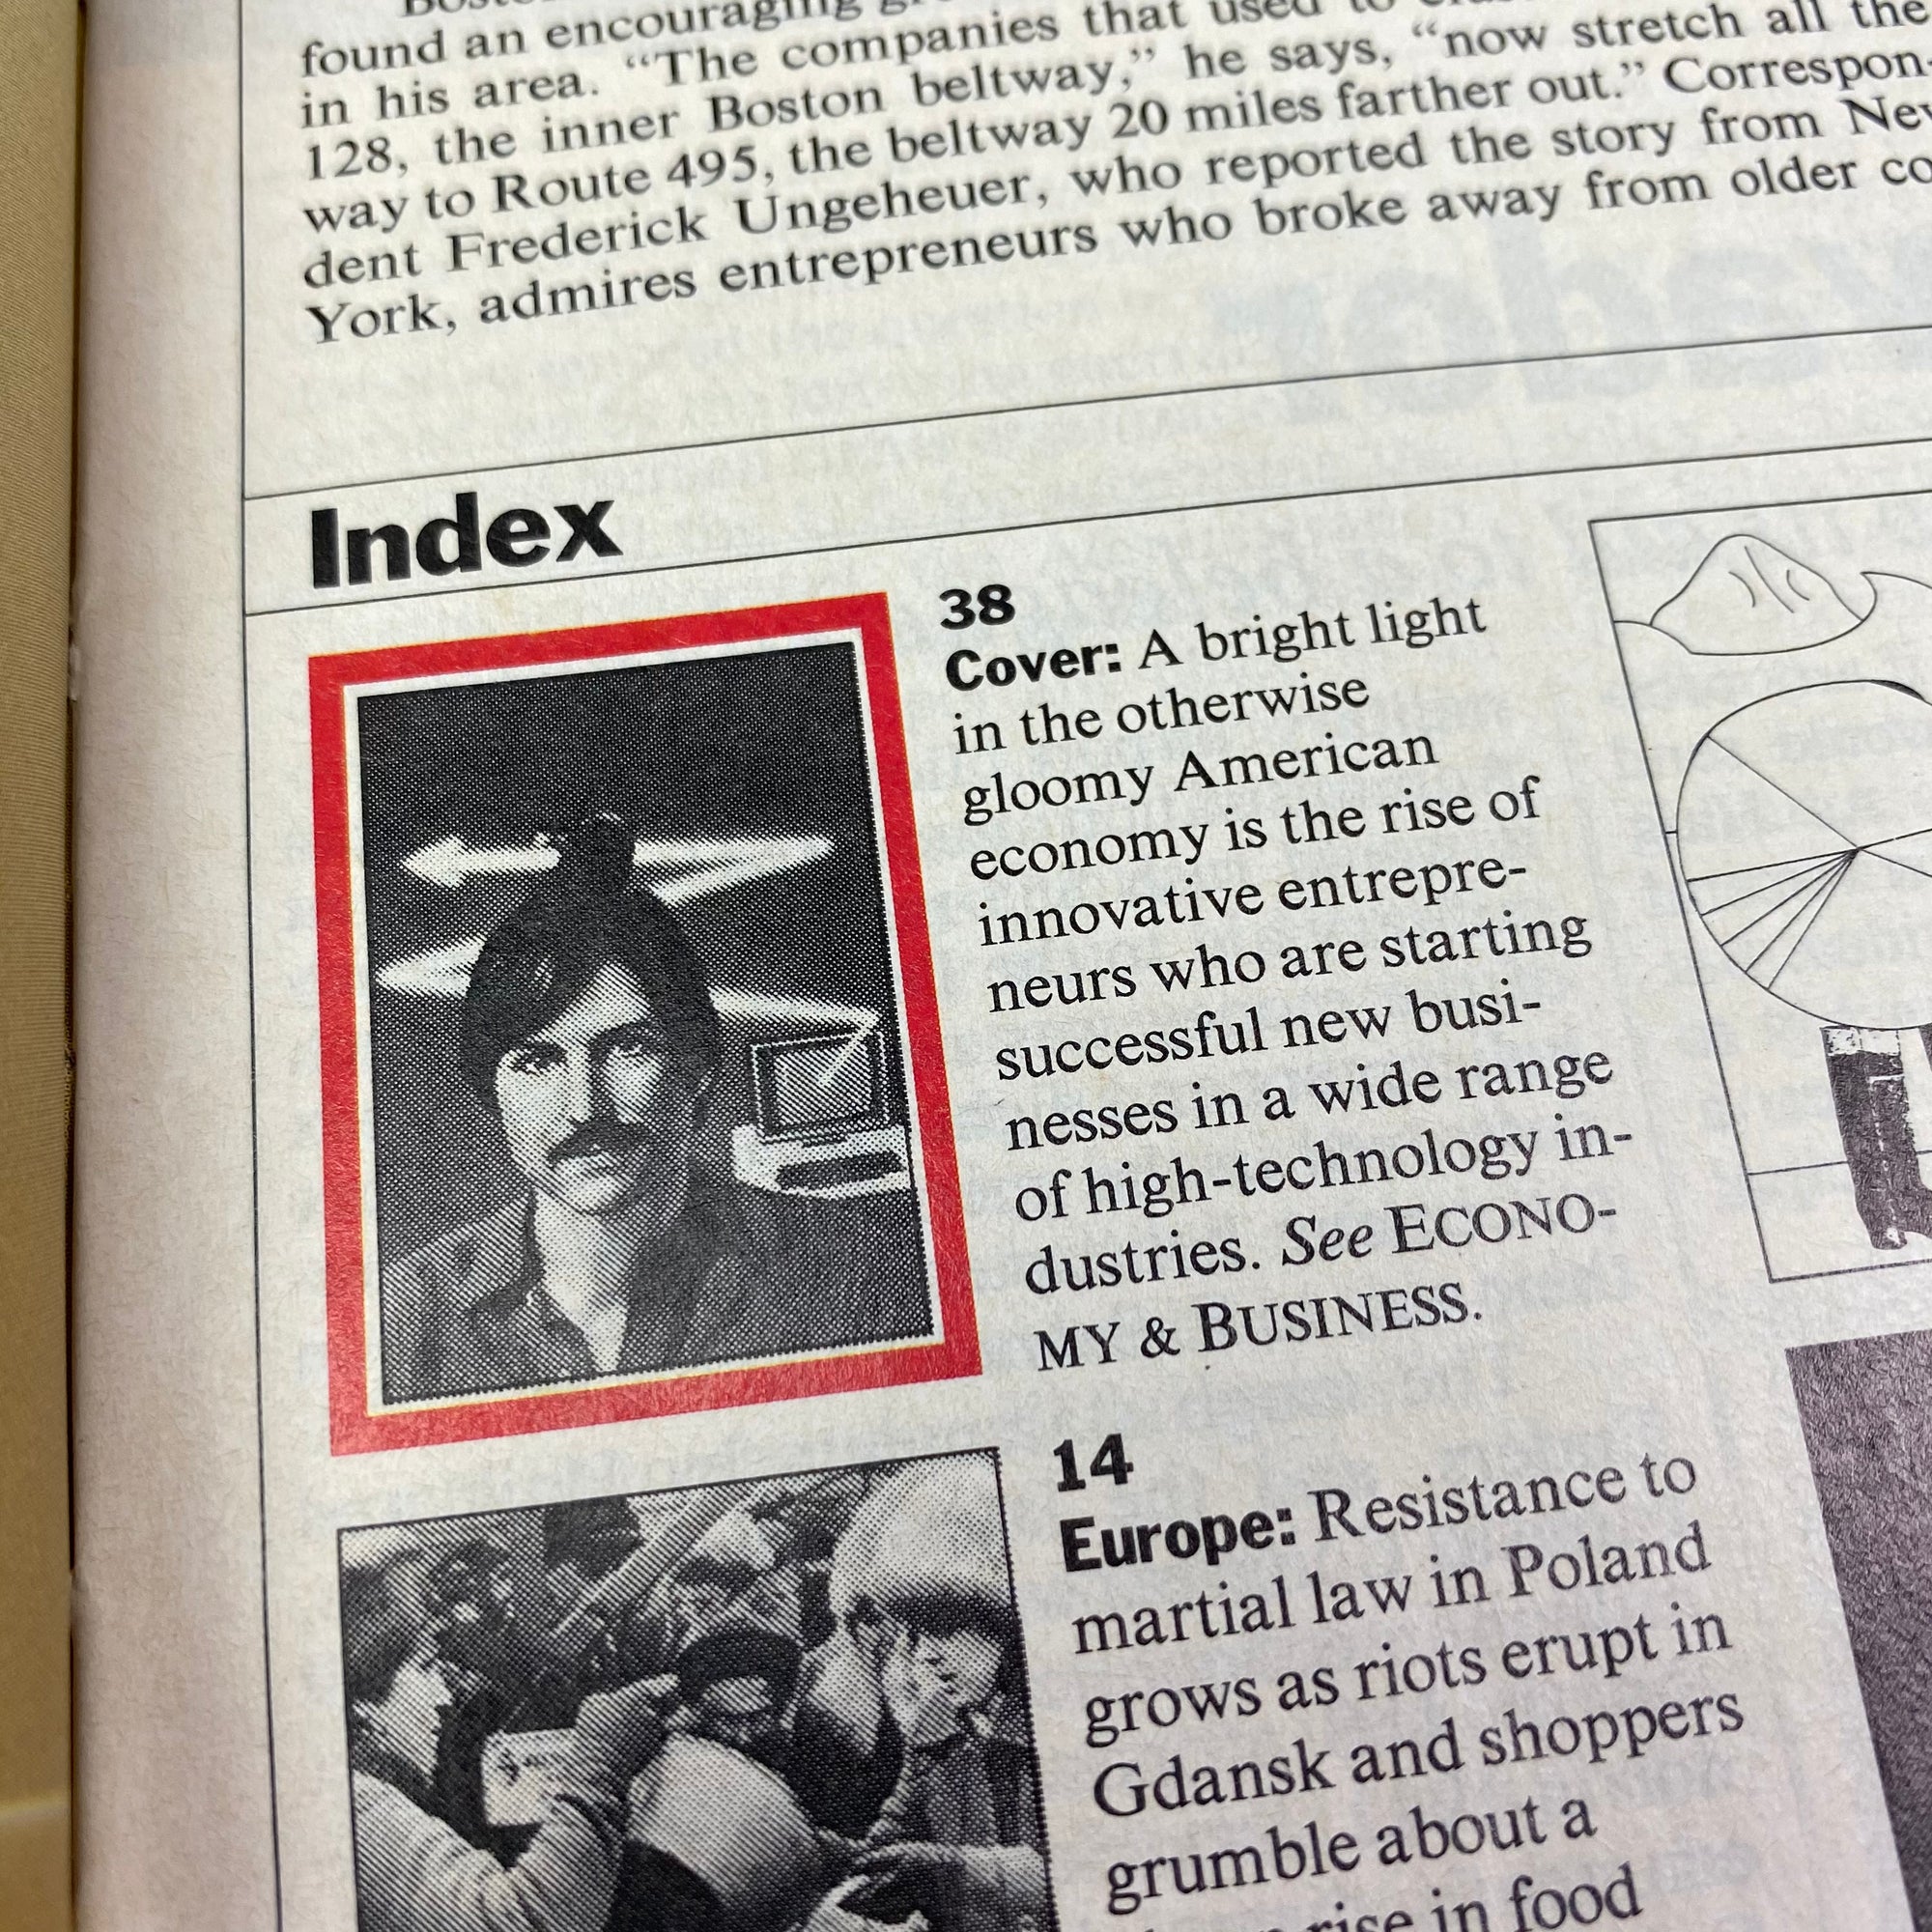 found an encouraging
in his area. “The companies that used to
128, the inner Boston beltway,” he says, “now stretch all the
way to Route 495, the beltway 20 miles farther out.” Correspon-
dent Frederick Ungeheuer, who reported the story from
York, admires entrepreneurs who broke away from older
Index
38
Cover: A bright light
in the otherwise
gloomy American
economy is the rise of
innovative entrepre-
neurs who are starting
successful new busi-
nesses in a wide range
of high-technology in-
dustries. See ECONO-
MY & BUSINESS.
14
Europe: Resistance to
martial law in Poland
grows as riots erupt in
Gdansk and shoppers
grumble about a
rise in food